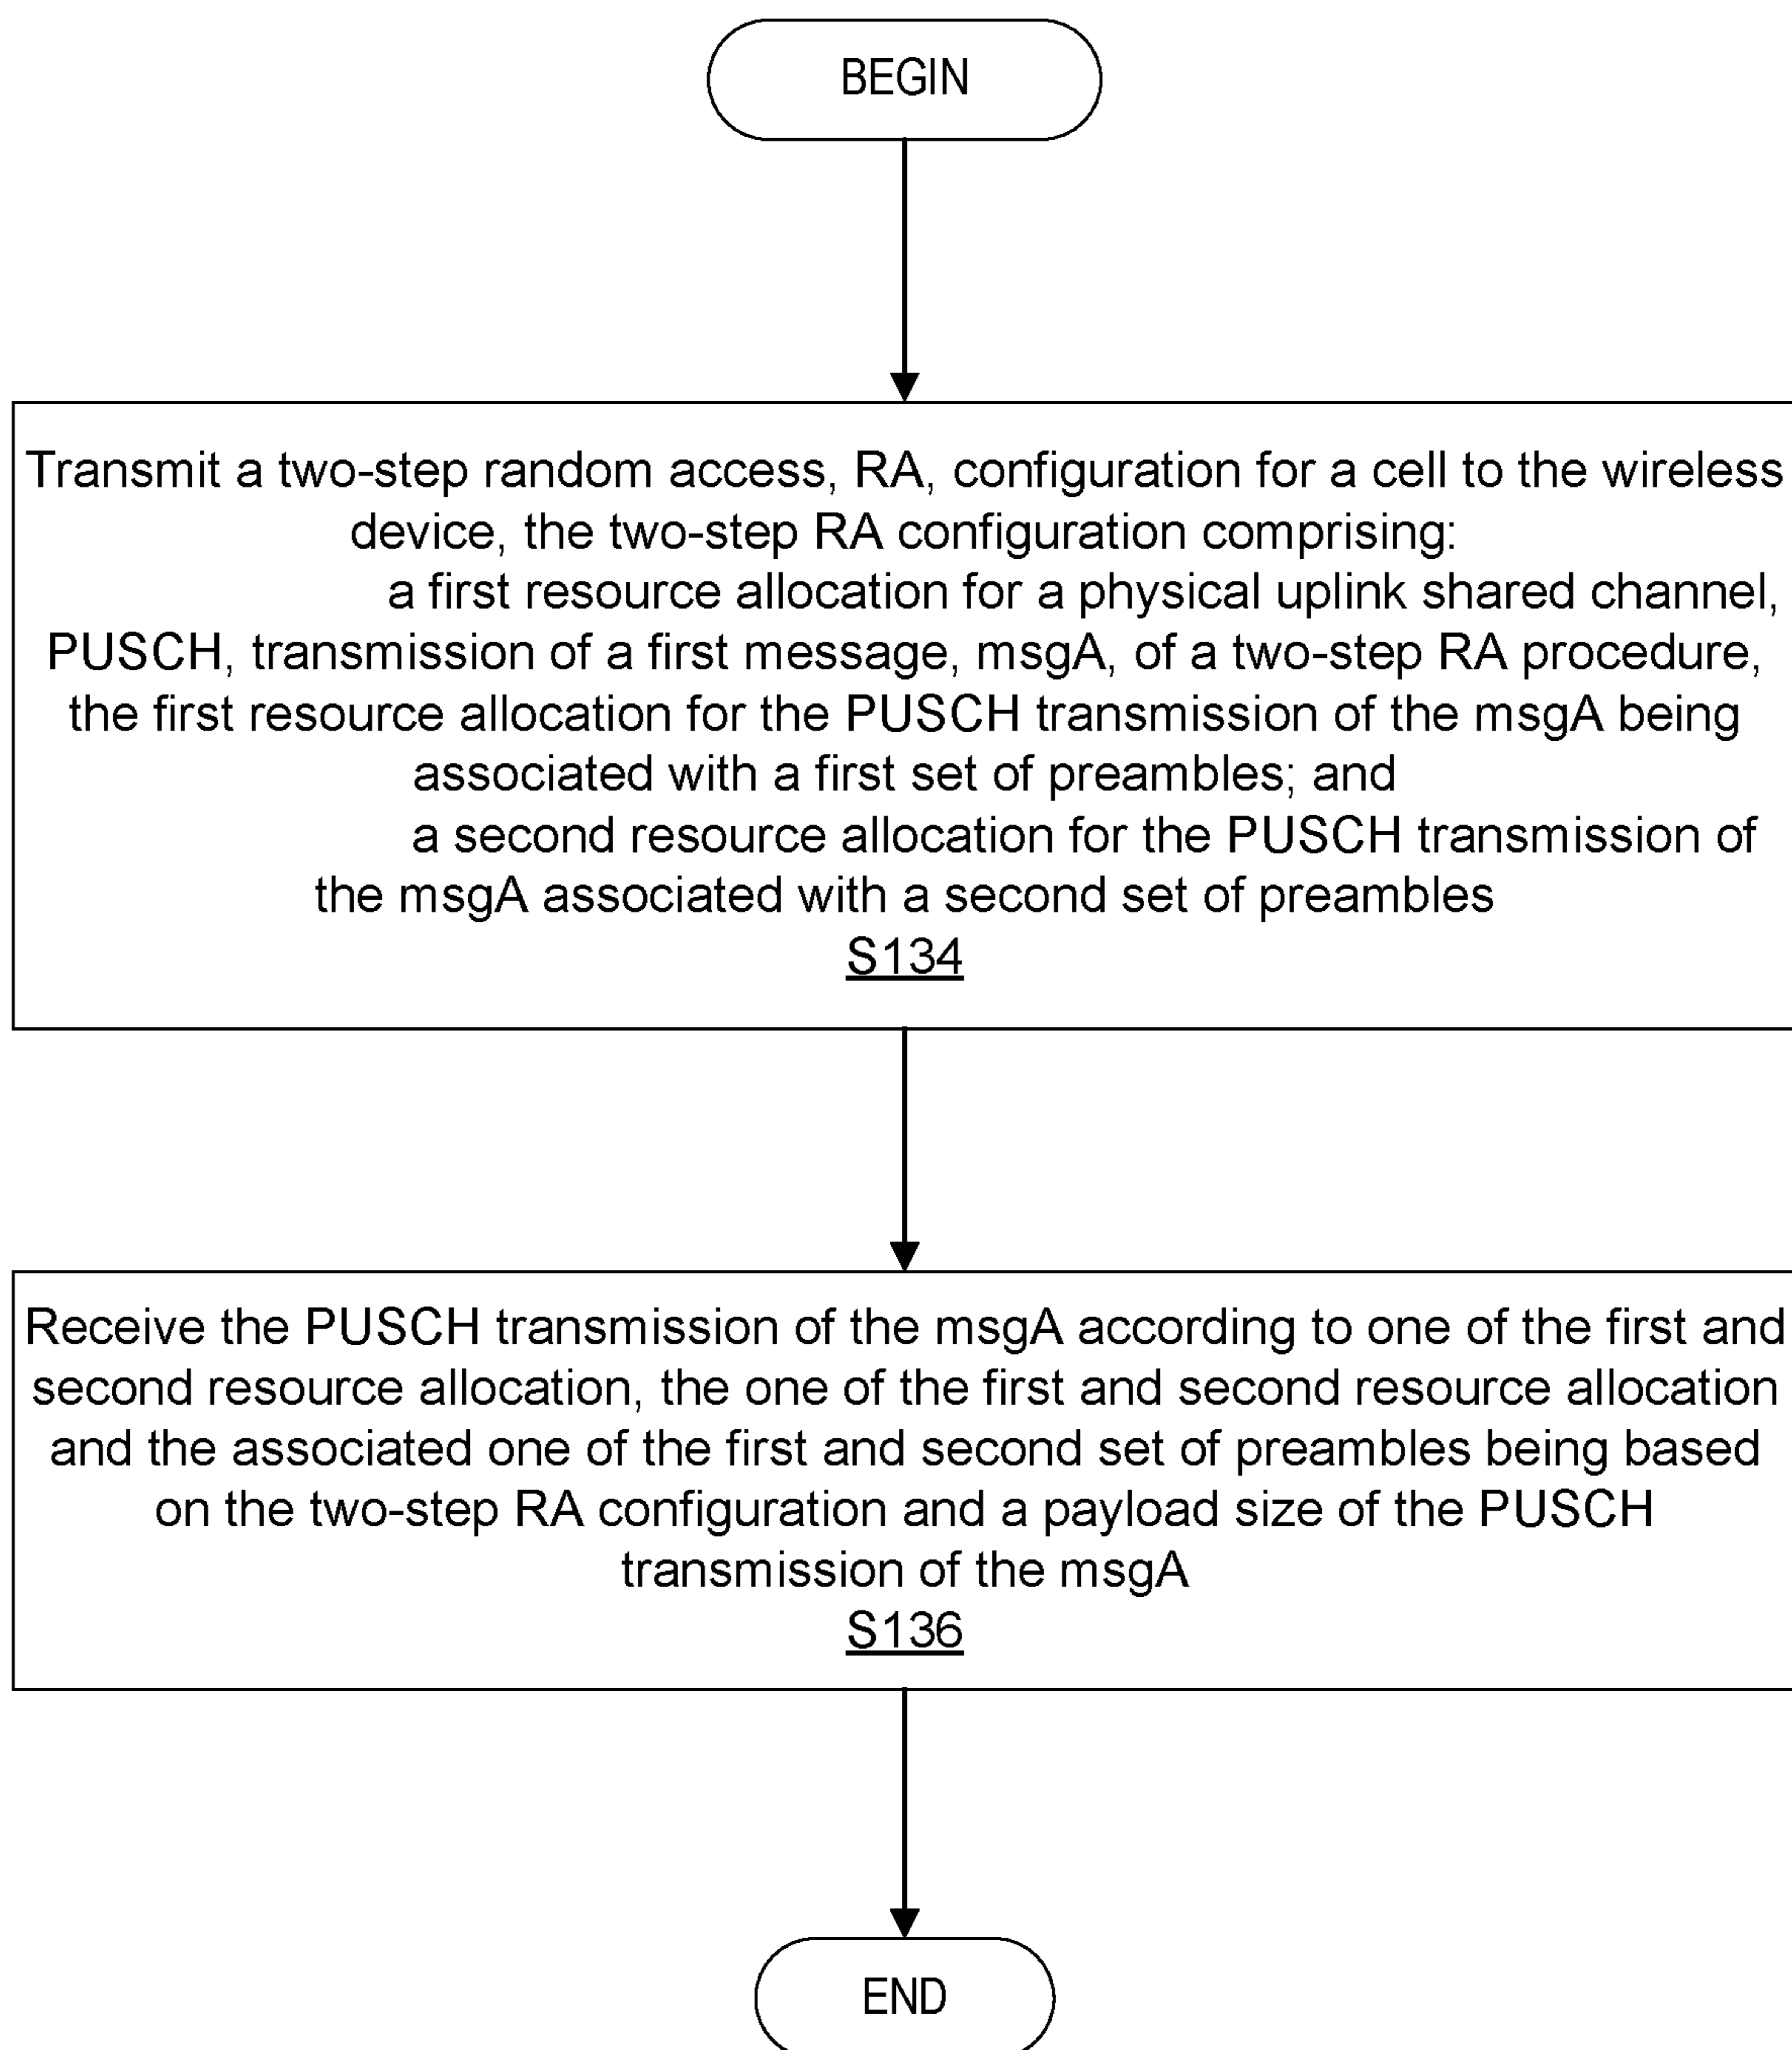 BEGIN
Transmit a two-step random access, RA, configuration for a cell to the wireless
device, the two-step RA configuration comprising:
a first resource allocation for a physical uplink shared channel,
PUSCH, transmission of a first message, msgA, of a two-step RA procedure,
the first resource allocation for the PUSCH transmission of the msgA being
associated with a first set of preambles; and
a second resource allocation for the PUSCH transmission of
the msgA associated with a second set of preambles
S134
Receive the PUSCH transmission of the msgA according to one of the first and
second resource allocation, the one of the first and second resource allocation
and the associated one of the first and second set of preambles being based
on the two-step RA configuration and a payload size of the PUSCH
transmission of the msgA
S136
END